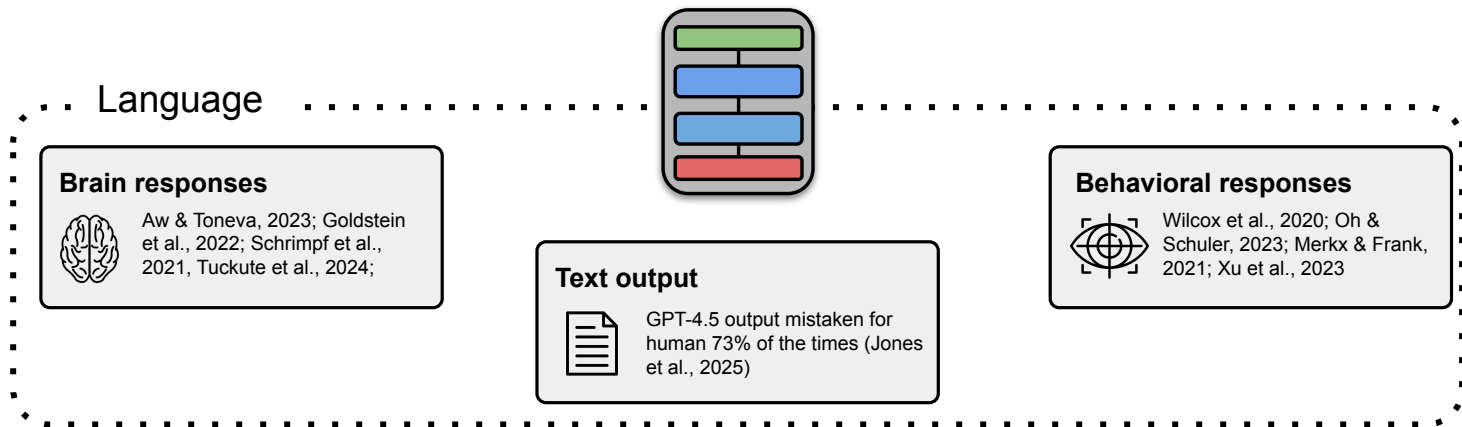 Language
Brain responses
Aw & Toneva, 2023; Goldstein
et al., 2022; Schrimpf et al.,
2021, Tuckute et al., 2024;
Text output
GPT-4.5 output mistaken for
human 73% of the times (Jones
et al., 2025)
Behavioral responses
Wilcox et al., 2020; Oh &
Schuler, 2023; Merkx & Frank,
2021; Xu et al., 2023